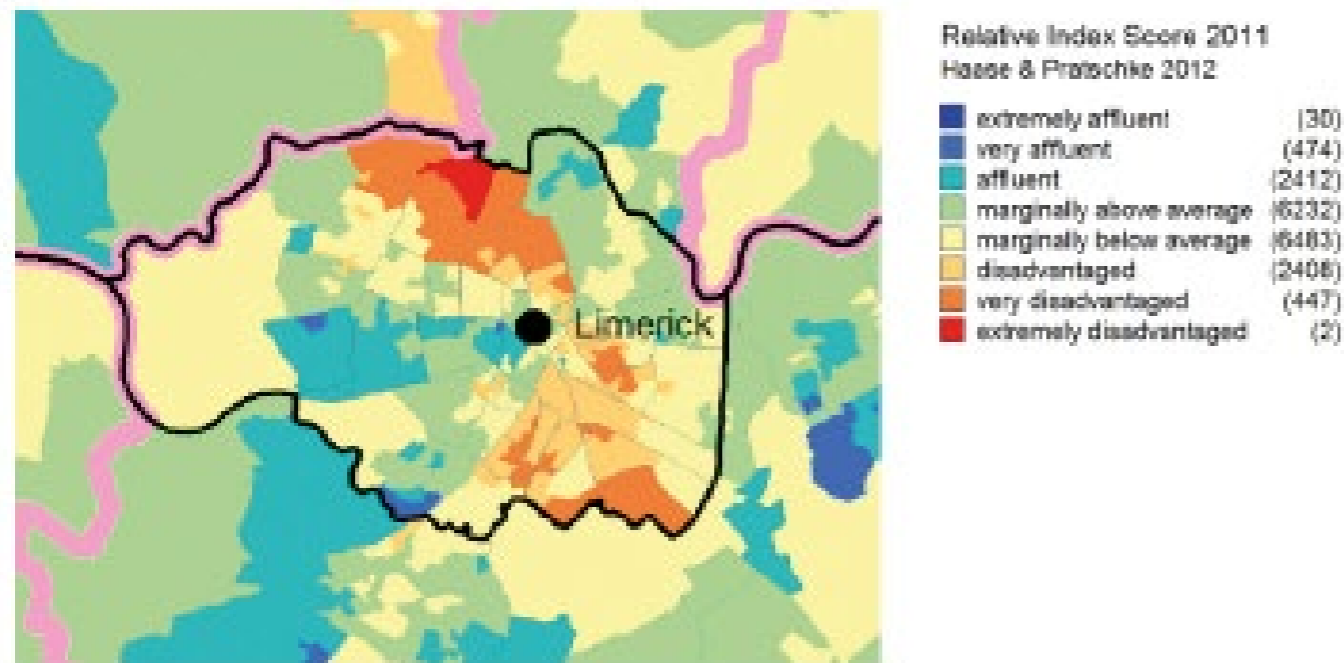 Relative Index Score 2011
Haase & Pratschke 2012
extremely affluent (30)
very affluent (474)
affluent (2412)
marginally above average (6232)
marginally below average (6483)
disadvantaged (2408)
very disadvantaged (447)
extremely disadvantaged (2)
Limerick